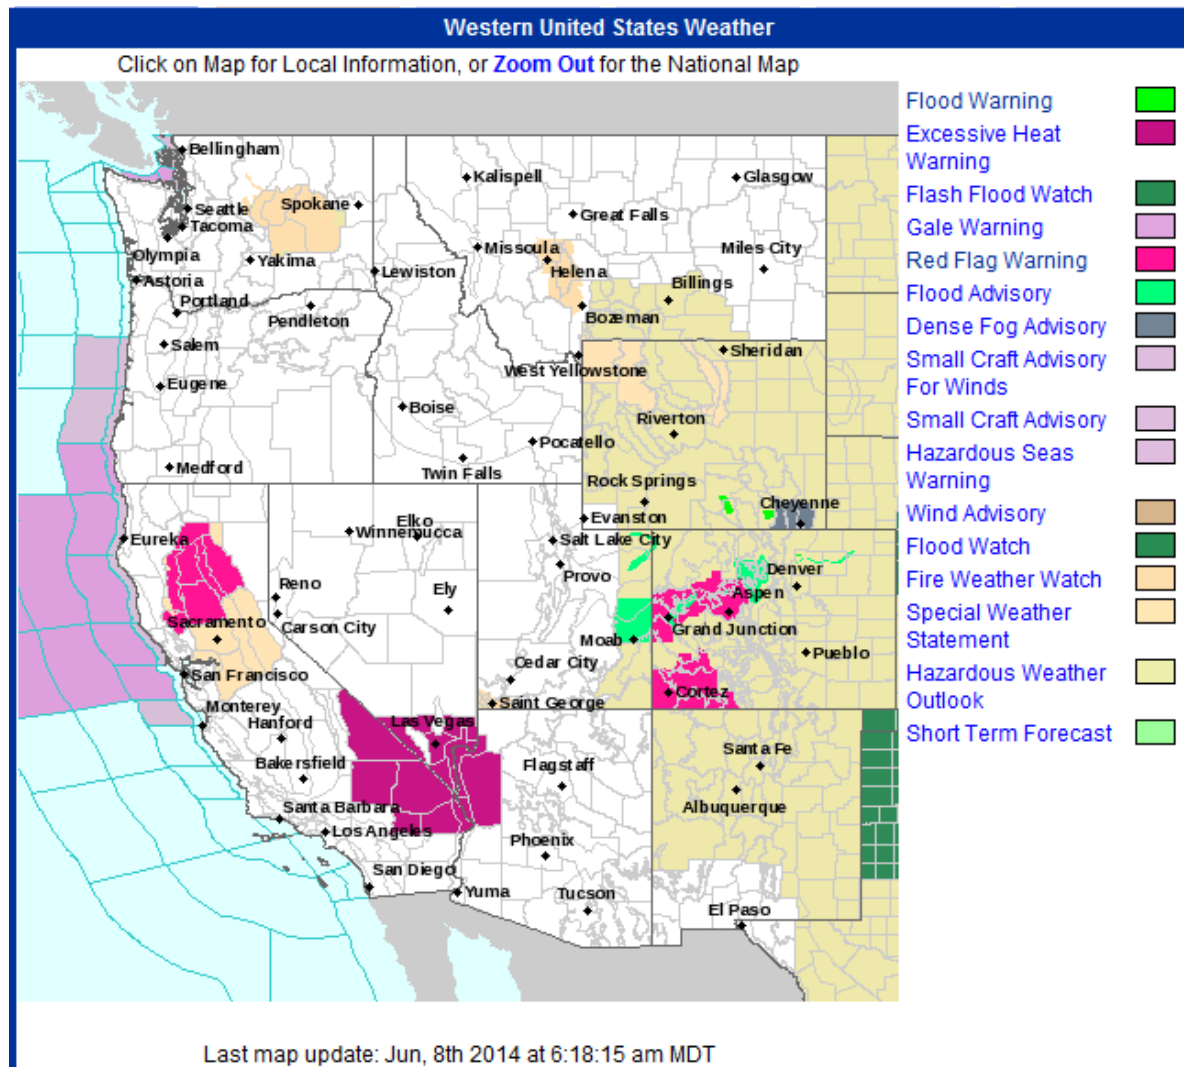 Western United States Weather
Click on Map for Local Information, or Zoom Out for the National Map
Flood Warning
Excessive Heat
Warning
Flash Flood Watch
Gale Warning
Red Flag Warning
Flood Advisory
Dense Fog Advisory
Small Craft Advisory
For Winds
Small Craft Advisory
Hazardous Seas
Warning
Wind Advisory
Flood Watch
Fire Weather Watch
Special Weather
Statement
Hazardous Weather
Outlook
Short Term Forecast
Bellingham
Kalispell
Glasgow
Seattle
Spokane
Great Falls
Tacoma
Olympia
Yakima
Missoula
Miles City
Helena
Lewiston
Astoria
Billings
Portland
Pendleton
Bozeman
Salem
Sheridan
West Yellowstone
Eugene
Boise
Riverton
Pocatello
Medford
Twin Falls
Rock Springs
Cheyenne
Evanston
Elko
Winnemucca
Eureka
Salt Lake City
Provo
Denver
Reno
Ely
Aspen
Sacramento
Carson City
Grand Junction
Moab
Pueblo
San Francisco
Cedar City
Cortez
Saint George
Monterey
Hanford
Las Vegas
Santa Fe
Bakersfield
Flagstaff
Albuquerque
Santa Barbara
Los Angeles
Phoenix
San Diego
Yuma
Tucson
El Paso
Last map update: Jun, 8th 2014 at 6:18:15 am MDT